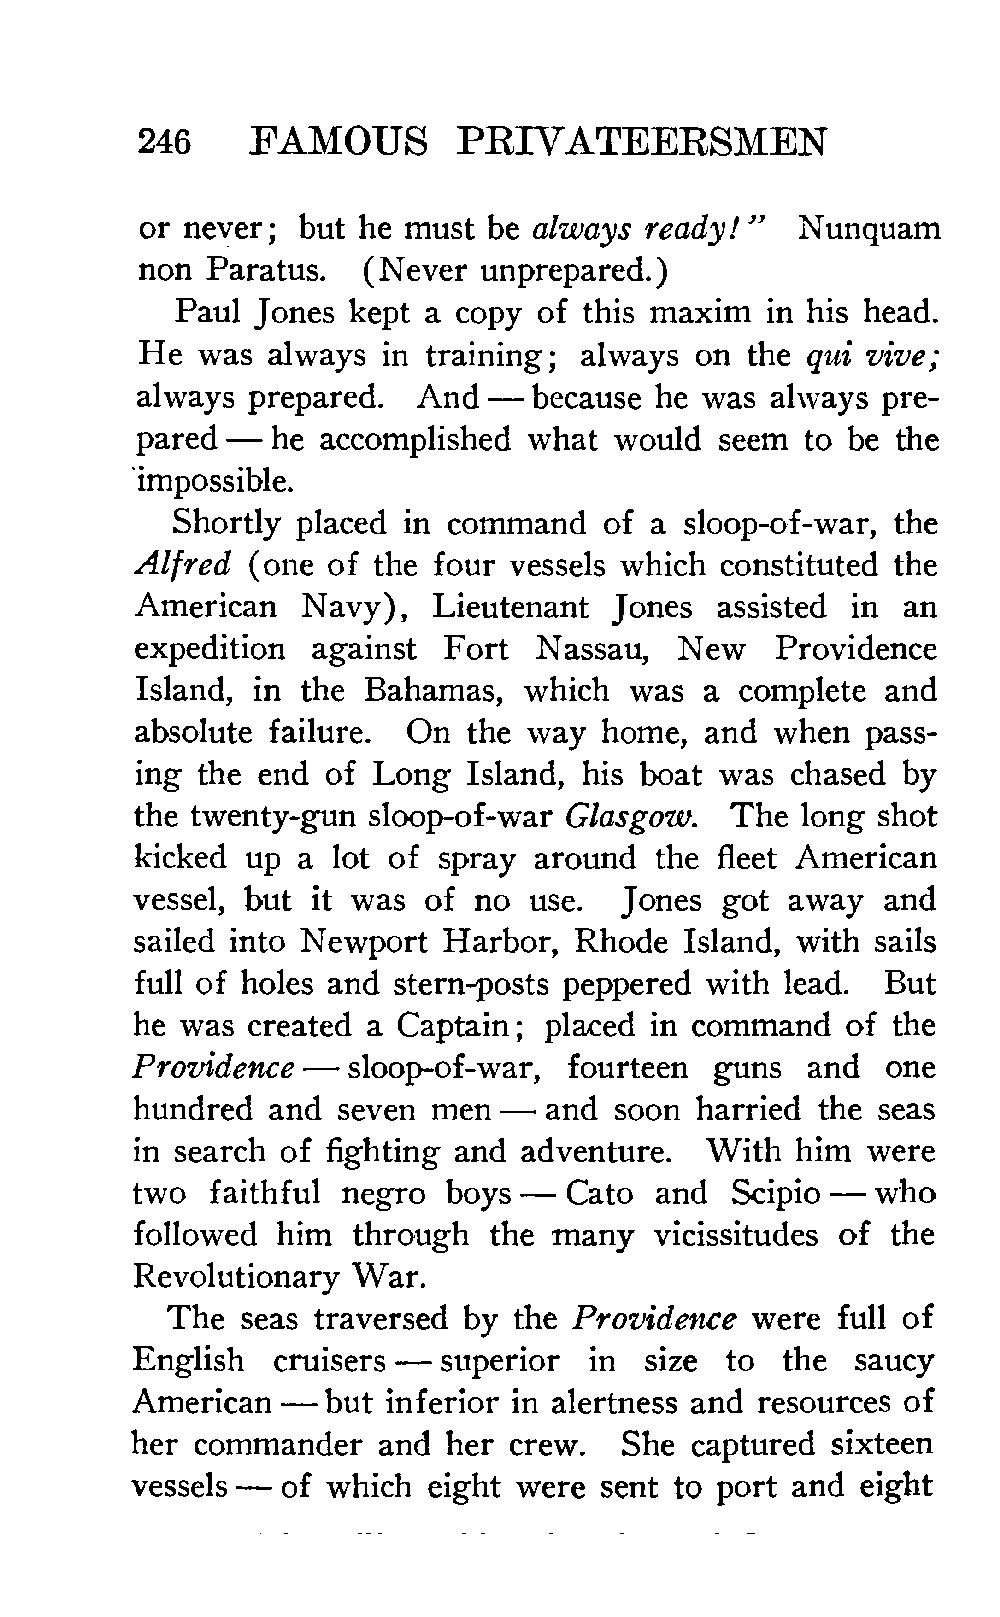 246 FAMOUS PRIVATEERSMEN
or never; but he must be always ready!" Nunquam
non Paratus. (Never unprepared.)
Paul Jones kept a copy of this maxim in his head.
He was always in training; always on the qui vive;
always prepared. And — because he was always pre-
pared — he accomplished what would seem to be the
impossible.
Shortly placed in command of a sloop-of-war, the
Alfred (one of the four vessels which constituted the
American Navy), Lieutenant Jones assisted in an
expedition against Fort Nassau, New Providence
Island, in the Bahamas, which was a complete and
absolute failure. On the way home, and when pass-
ing the end of Long Island, his boat was chased by
the twenty-gun sloop-of-war Glasgow. The long shot
kicked up a lot of spray around the fleet American
vessel, but it was of no use. Jones got away and
sailed into Newport Harbor, Rhode Island, with sails
full of holes and stern-posts peppered with lead. But
he was created a Captain; placed in command of the
Providence — sloop-of-war, fourteen guns and one
hundred and seven men — and soon harried the seas
in search of fighting and adventure. With him were
two faithful negro boys — Cato and Scipio — who
followed him through the many vicissitudes of the
Revolutionary War.
The seas traversed by the Providence were full of
English cruisers — superior in size to the saucy
American — but inferior in alertness and resources of
her commander and her crew. She captured sixteen
vessels — of which eight were sent to port and eight